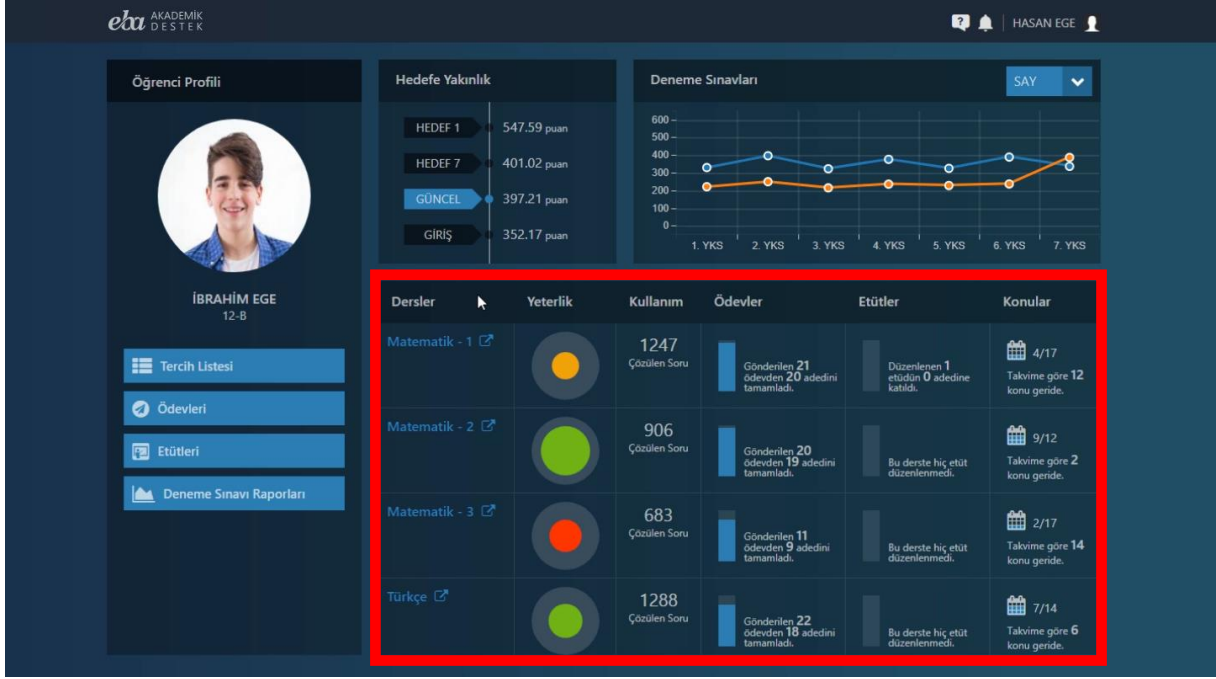 eba AKADEMİK
DESTEK
HASAN EGE
Öğrenci Profili
İBRAHİM EGE
12-B
Tercih Listesi
Ödevleri
Etütleri
Deneme Sınavı Raporları
Hedefe Yakınlık
HEDEF 1 547.59 puan
HEDEF 7 401.02 puan
GÜNCEL 397.21 puan
GİRİŞ 352.17 puan
Deneme Sınavları
SAY
600
500
400
300
200
100
0
1. YKS 2. YKS 3. YKS 4. YKS 5. YKS 6. YKS 7. YKS
Dersler Yeterlik Kullanım Ödevler Etütler Konular
Matematik - 1
1247
Çözülen Soru
Gönderilen 21
ödevden 20 adedini
tamamladı.
Düzenlenen 1
etüdün 0 adedine
katıldı.
4/17
Takvime göre 12
konu geride.
Matematik - 2
906
Çözülen Soru
Gönderilen 20
ödevden 19 adedini
tamamladı.
Bu derste hiç etüt
düzenlenmedi.
9/12
Takvime göre 2
konu geride.
Matematik - 3
683
Çözülen Soru
Gönderilen 11
ödevden 9 adedini
tamamladı.
Bu derste hiç etüt
düzenlenmedi.
2/17
Takvime göre 14
konu geride.
Türkçe
1288
Çözülen Soru
Gönderilen 22
ödevden 18 adedini
tamamladı.
Bu derste hiç etüt
düzenlenmedi.
7/14
Takvime göre 6
konu geride.